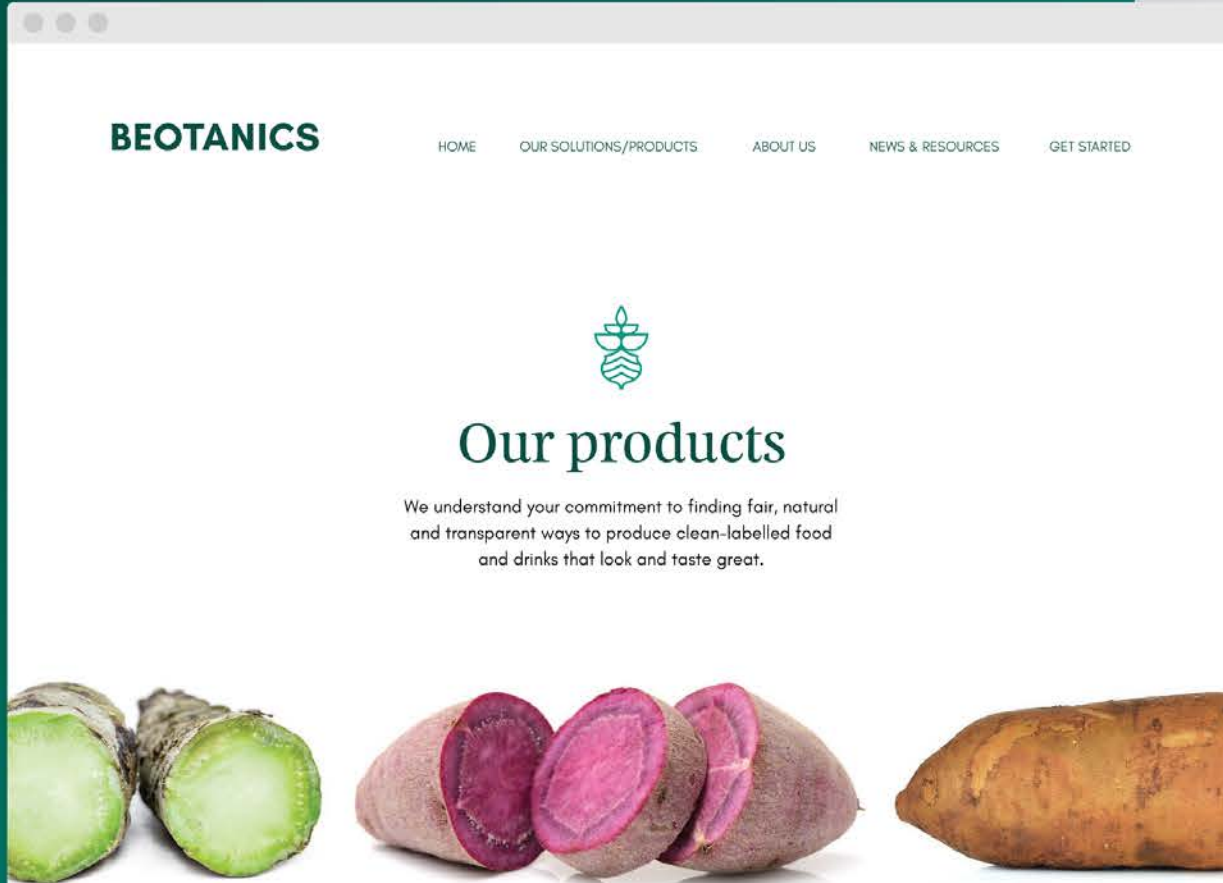 BEOTANICS
HOME OUR SOLUTIONS/PRODUCTS ABOUT US NEWS & RESOURCES GET STARTED
Our products
We understand your commitment to finding fair, natural
and transparent ways to produce clean-labelled food
and drinks that look and taste great.